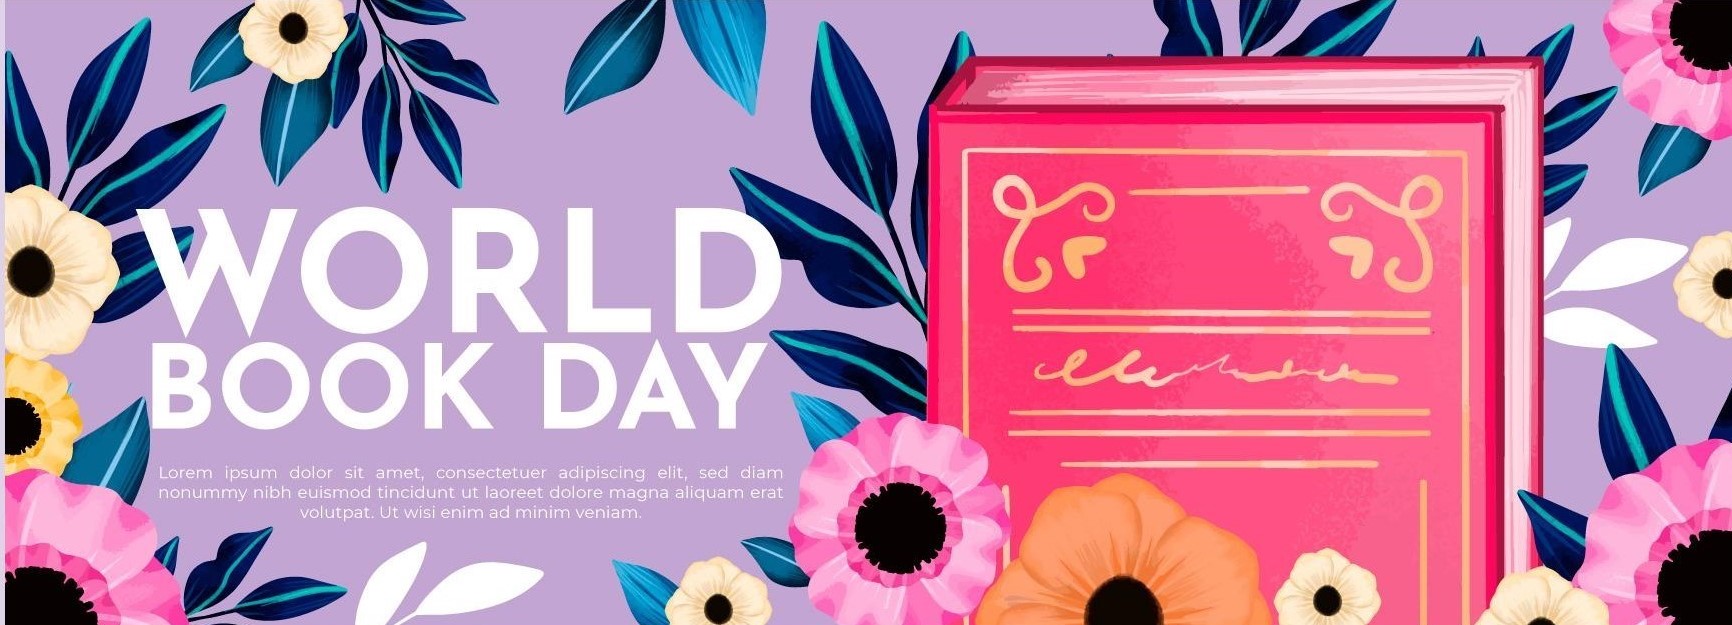 WORLD
BOOK DAY
Lorem ipsum dolor sit amet, consectetuer adipiscing elit, sed diam
nonummy nibh euismod tincidunt ut laoreet dolore magna aliquam erat
volutpat. Ut wisi enim ad minim veniam.